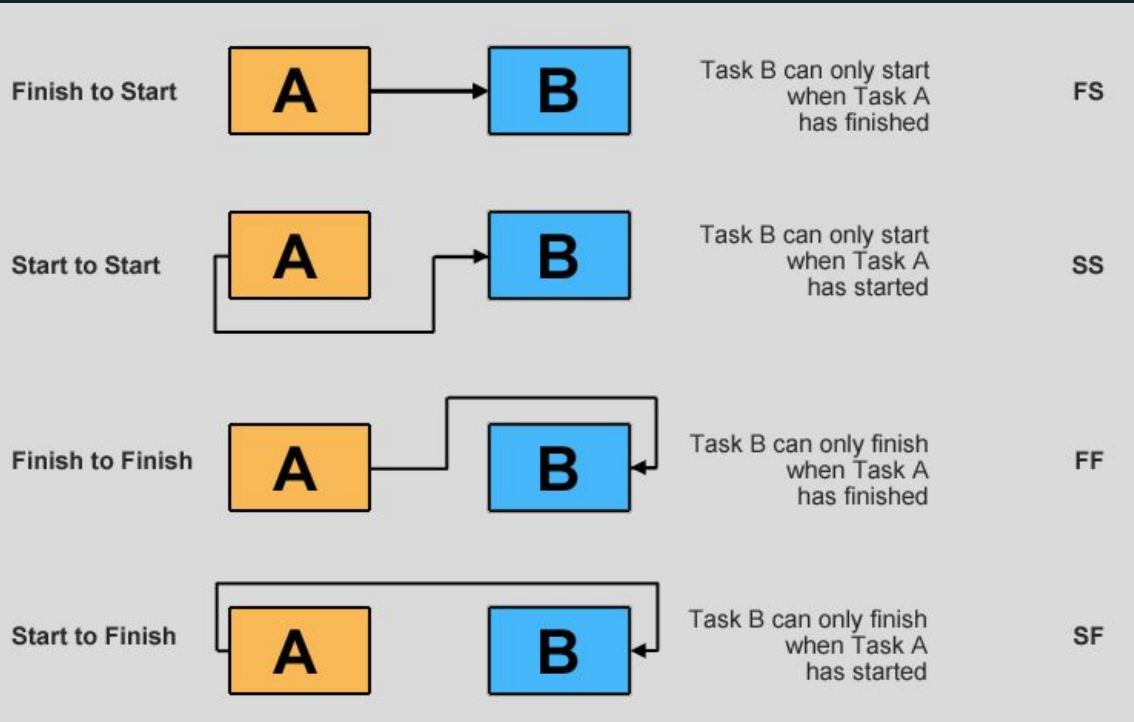 Finish to Start
A
B
Task B can only start
when Task A
has finished
FS
Start to Start
A
B
Task B can only start
when Task A
has started
SS
Finish to Finish
A
B
Task B can only finish
when Task A
has finished
FF
Start to Finish
A
B
Task B can only finish
when Task A
has started
SF